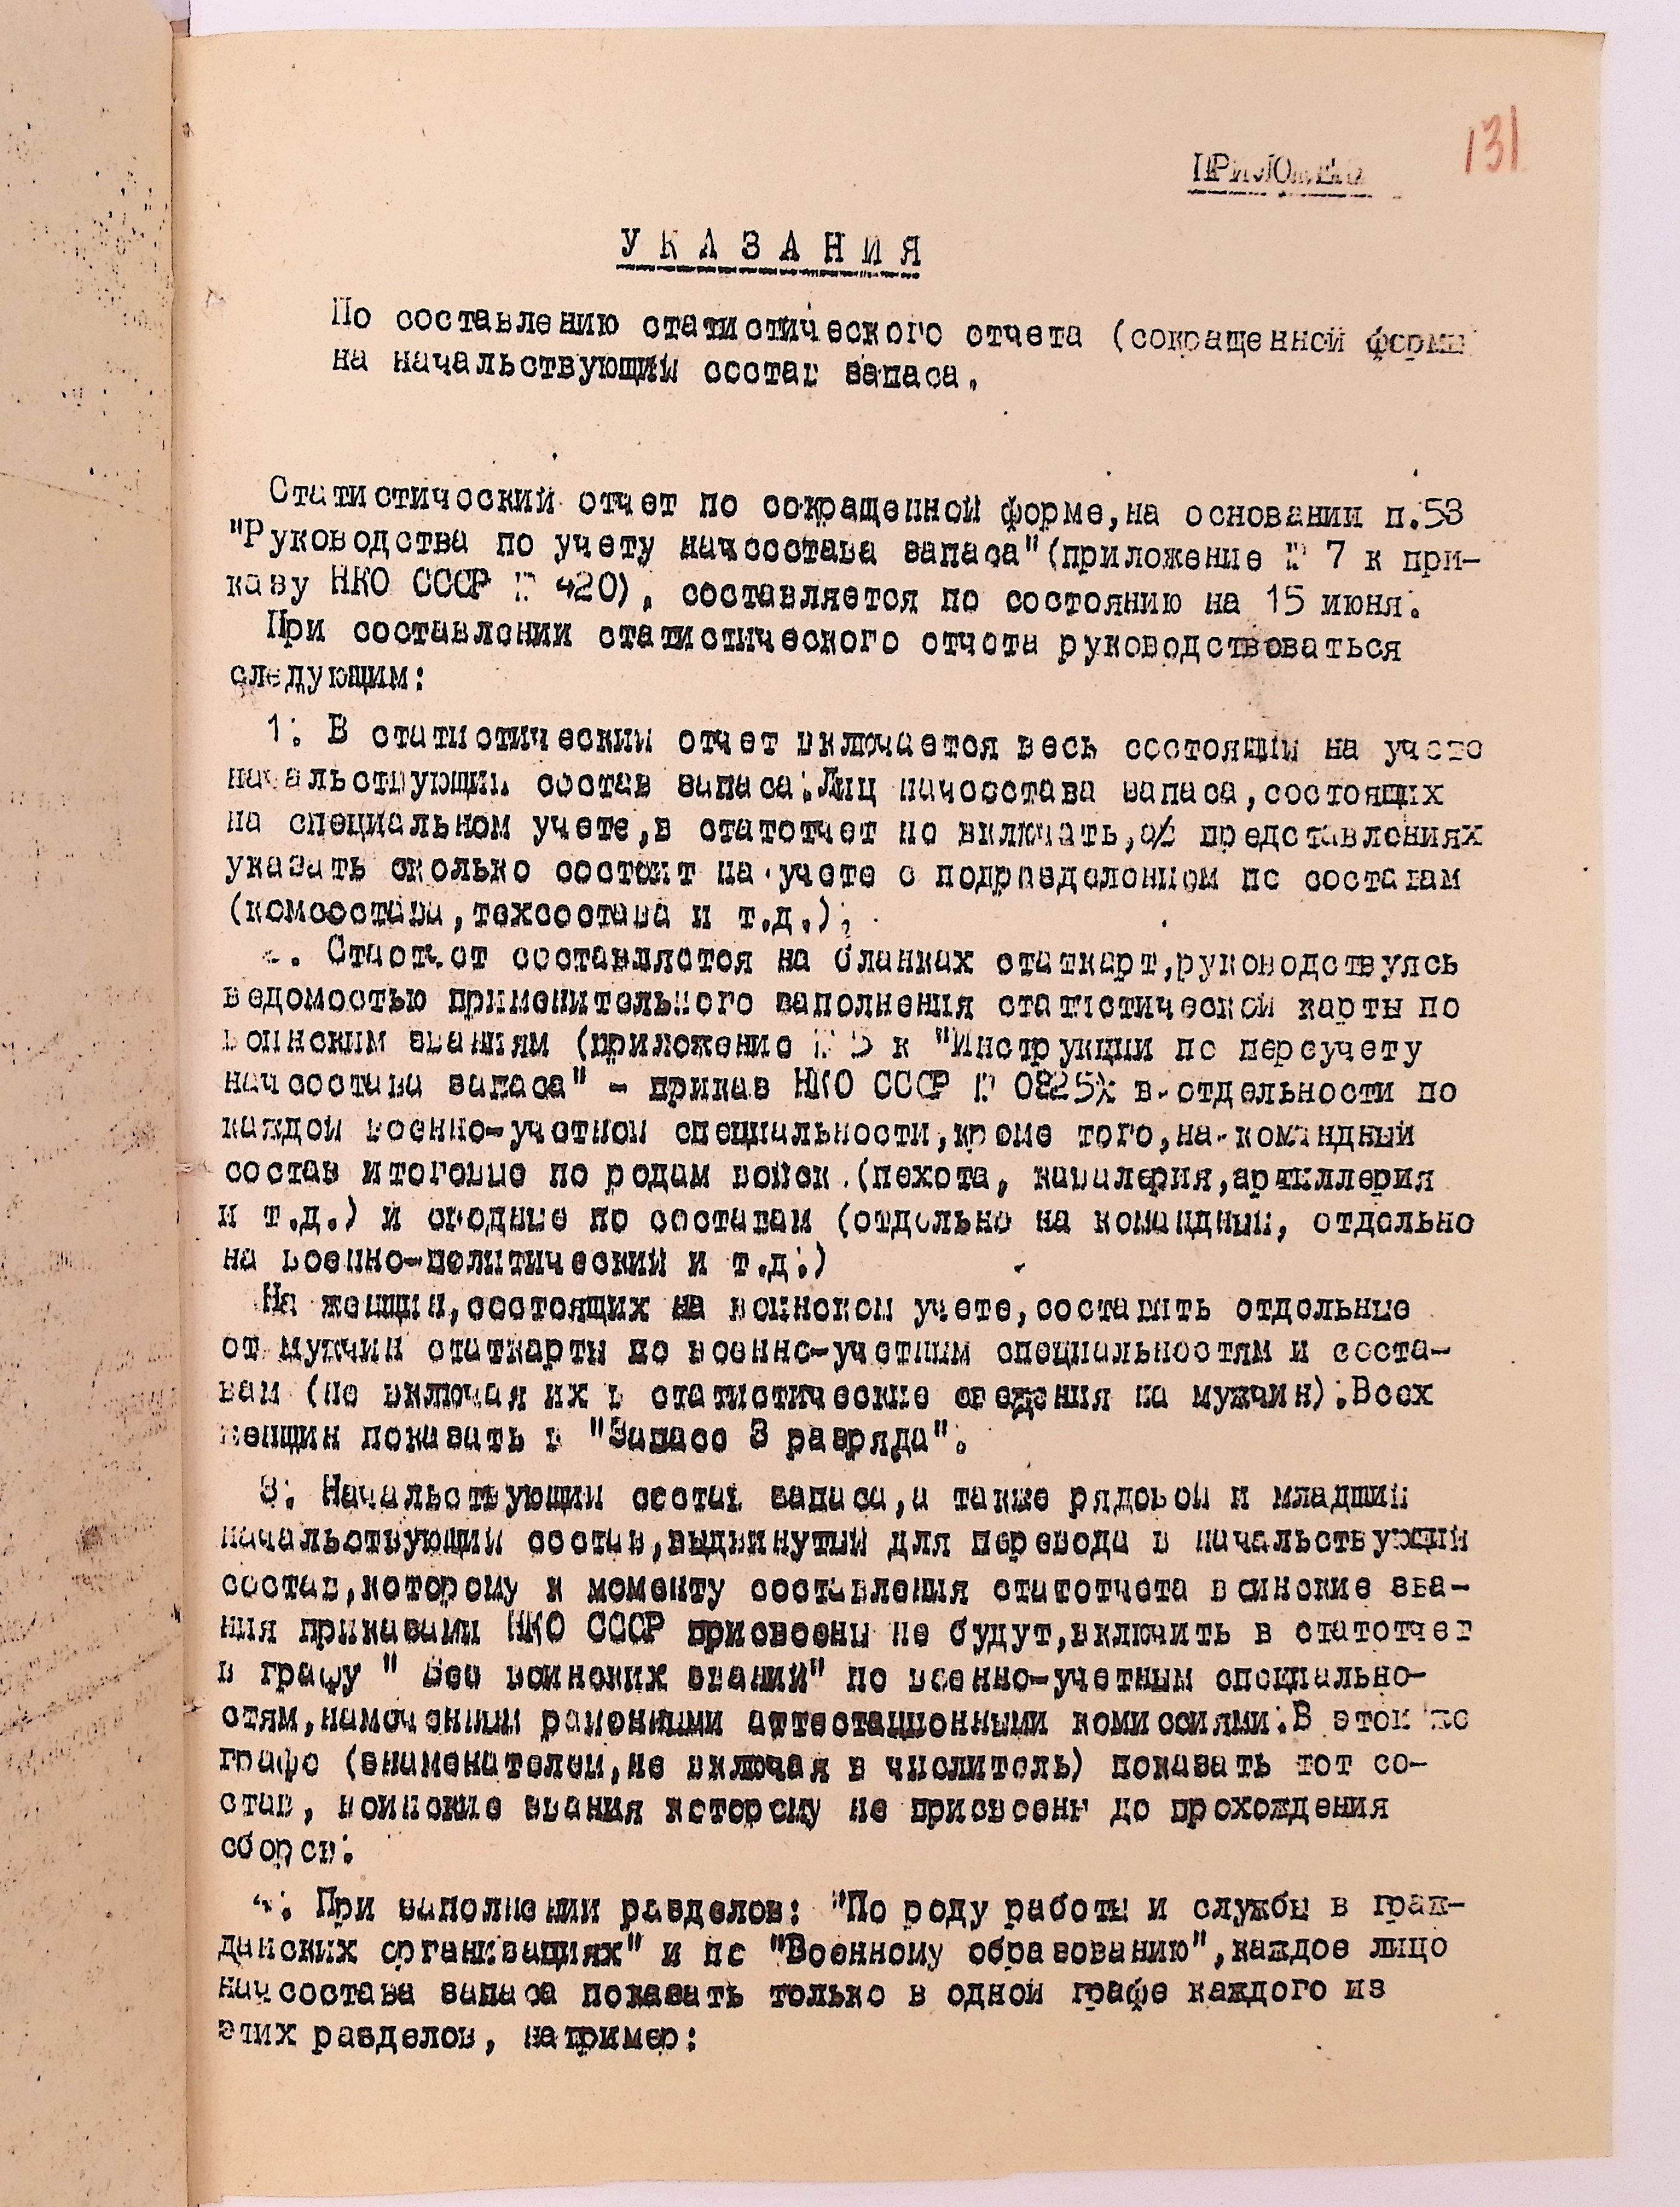 131
ПРИЛОЖЕНИЕ
У К А З А Н И Я
По составлению статистического отчета (сокращенной формы
на начальствующий состав запаса.
Статистический отчет по сокращенной форме,на основании п.53
"Руководства по учету начсостава запаса"(приложение № 7 к при-
казу НКО СССР № 420), составляется по состоянию на 15 июня.
При составлении статистического отчета руководствоваться
следующим:
1. В статистический отчет включается весь состоящий на учете
начальствующий состав запаса.Лиц начсостава запаса,состоящих
на специальном учете,в статотчет не включать, представлениях
указать сколько состоит на учете с подразделением по составам
(комсостава,техсостава и т.д.).
2. Статотчет составляется на бланках статкарт,руководствуясь
ведомостью применительного заполнения статистической карты по
воинским званиям (приложение № 5 к "Инструкции по переучету
начсостава запаса" - приказ НКО СССР № 0825) в отдельности по
каждой военно-учетной специальности,кроме того,на командный
состав итоговые по родам войск (пехота, кавалерия,артиллерия
и т.д.) и сводные по составам (отдельно на командный, отдельно
на военно-политический и т.д.)
На женщин,состоящих на воинском учете,составить отдельные
от мужчин статкарты по военно-учетным специальностям и соста-
вам (не включая их в статистические сведения на мужчин).Всех
женщин показать в "Запасе 3 разряда".
3. Начальствующий состав запаса,а также рядовой и младший
начальствующий состав,выдвинутый для перевода в начальствующий
состав,которому к моменту составления статотчета воинские зва-
ния приказами НКО СССР присвоены не будут,включить в статотчет
в графу " Без воинских званий" по военно-учетным специально-
стям,намеченным районными аттестационными комиссиями.В этой же
графе (знаменателем,не включая в числитель) показать тот со-
став, воинские звания которому не присвоены до прохождения
сборов.
4. При заполнении разделов: "По роду работы и службы в граж-
данских организациях" и по "Военному образованию",каждое лицо
начсостава запаса показать только в одной графе каждого из
этих разделов, например: